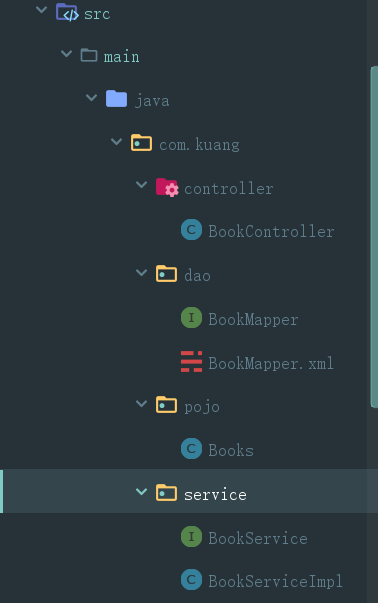 src
main
java
com.kuang
controller
C BookController
dao
I BookMapper
BookMapper.xml
pojo
C Books
service
I BookService
C BookServiceImpl